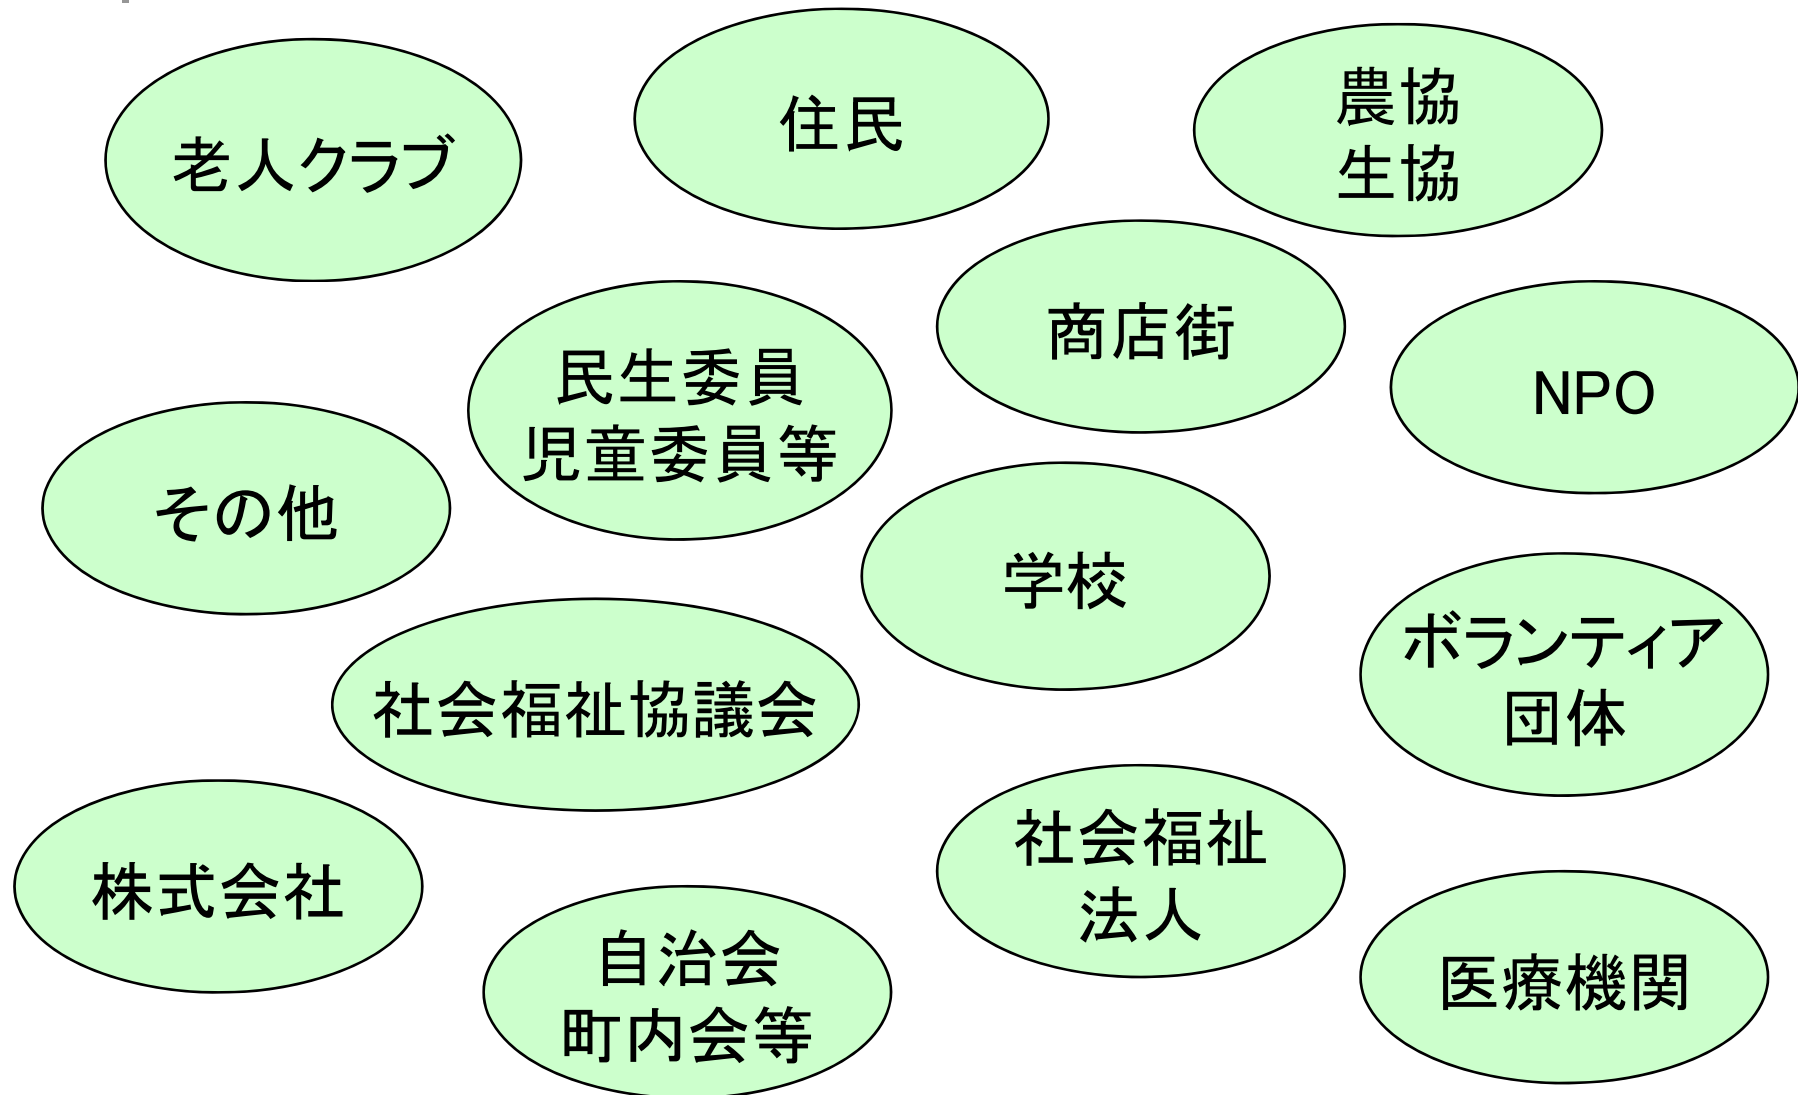 老人クラブ
住民
農協
生協
商店街
民生委員
児童委員等
NPO
その他
学校
ボランティア
団体
社会福祉協議会
社会福祉
法人
株式会社
自治会
町内会等
医療機関